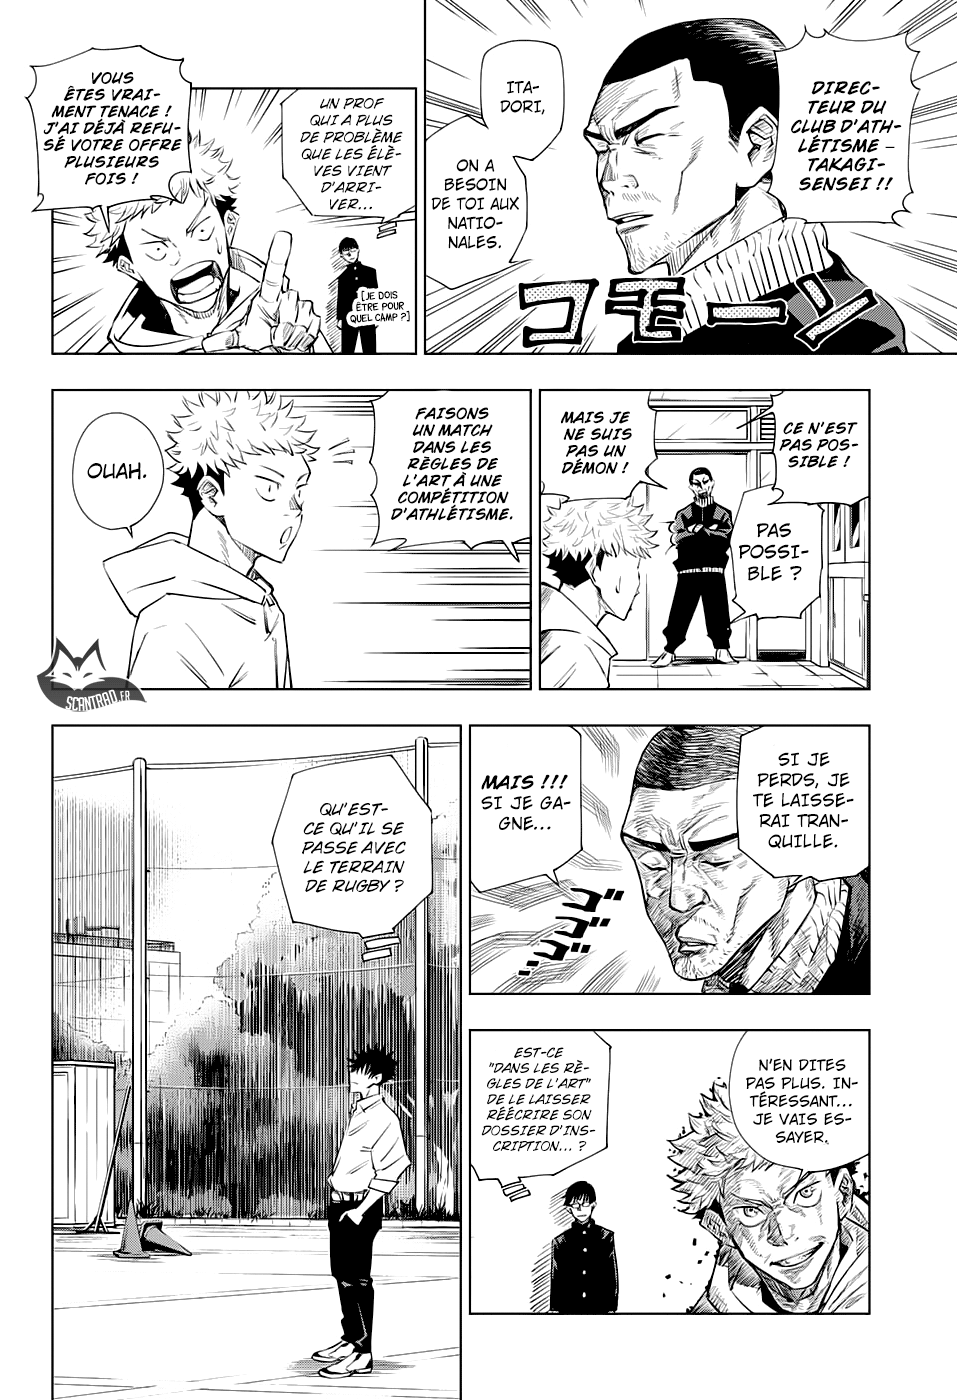 DIREC-
TEUR DU
CLUB D'ATH-
LÉTISME –
TAKAGI-
SENSEI !!
ITA-
DORI,
ON A
BESOIN
DE TOI AUX
NATIO-
NALES.
コモーン
UN PROF
QUI A PLUS
DE PROBLÈME
QUE LES ÉLÈ-
VES VIENT
D'ARRI-
VER...
[JE DOIS
ÊTRE POUR
QUEL CAMP ?]
VOUS
ÊTES VRAI-
MENT TENACE !
J'AI DÉJÀ REFU-
SÉ VOTRE OFFRE
PLUSIEURS
FOIS !
CE N'EST
PAS POS-
SIBLE !
PAS
POSSI-
BLE ?
MAIS JE
NE SUIS
PAS UN
DÉMON !
FAISONS
UN MATCH
DANS LES
RÈGLES DE
L'ART À UNE
COMPÉTITION
D'ATHLÉTISME.
OUAH.
SCANTRAD.FR
SI JE
PERDS, JE
TE LAISSE-
RAI TRAN-
QUILLE.
MAIS !!!
SI JE GA-
GNE...
ゴゴゴゴ
N'EN DITES
PAS PLUS. IN-
TÉRESSANT...
JE VAIS ES-
SAYER.
EST-CE
"DANS LES RÈ-
GLES DE L'ART"
DE LE LAISSER
RÉÉCRIRE SON
DOSSIER D'INS-
CRIPTION... ?
QU'EST-
CE QU'IL SE
PASSE AVEC
LE TERRAIN
DE RUGBY ?